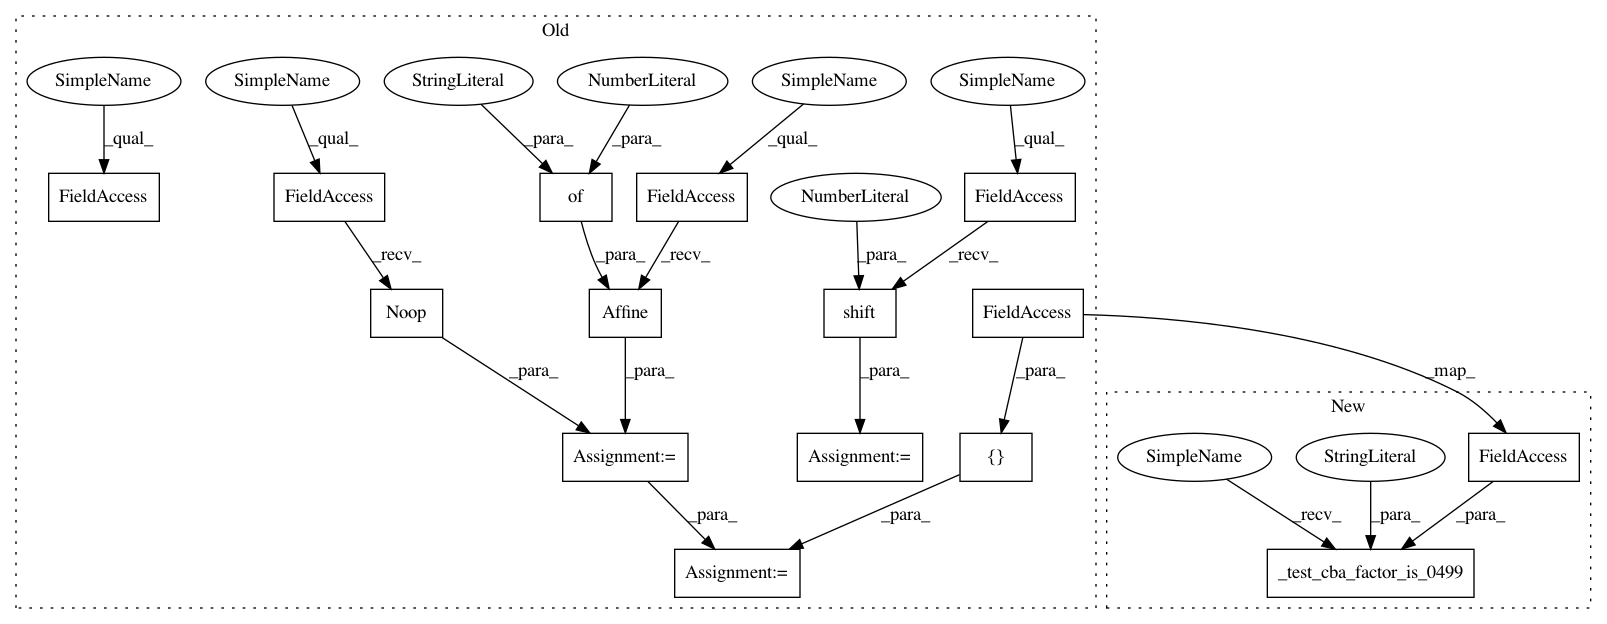 Old
SimpleName
SimpleName
StringLiteral
NumberLiteral
SimpleName
SimpleName
_qual_
_qual_
_para_
_para_
_qual_
_qual_
FieldAccess
FieldAccess
of
FieldAccess
NumberLiteral
FieldAccess
_recv_
_para_
_recv_
_para_
_recv_
Noop
Affine
shift
FieldAccess
_para_
_para_
_para_
_para_
_map_
New
Assignment:=
Assignment:=
{}
SimpleName
StringLiteral
FieldAccess
_para_
_para_
_recv_
_para_
_para_
Assignment:=
_test_cba_factor_is_0499